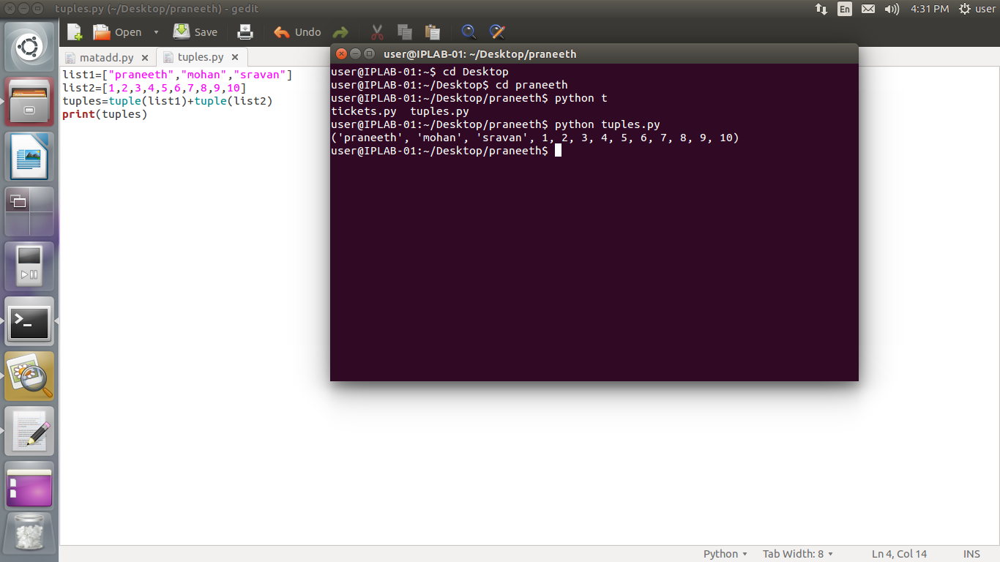 tuples.py (~/Desktop/praneeth) - gedit
En
4:31 PM
user
Open
Save
Undo
matadd.py
tuples.py
list1=["praneeth","mohan","sravan"]
list2=[1,2,3,4,5,6,7,8,9,10]
tuples=tuple(list1)+tuple(list2)
print(tuples)
user@IPLAB-01: ~/Desktop/praneeth
user@IPLAB-01:~$ cd Desktop
user@IPLAB-01:~/Desktop$ cd praneeth
user@IPLAB-01:~/Desktop/praneeth$ python t
tickets.py  tuples.py
user@IPLAB-01:~/Desktop/praneeth$ python tuples.py
('praneeth', 'mohan', 'sravan', 1, 2, 3, 4, 5, 6, 7, 8, 9, 10)
user@IPLAB-01:~/Desktop/praneeth$
Python
Tab Width: 8
Ln 4, Col 14
INS